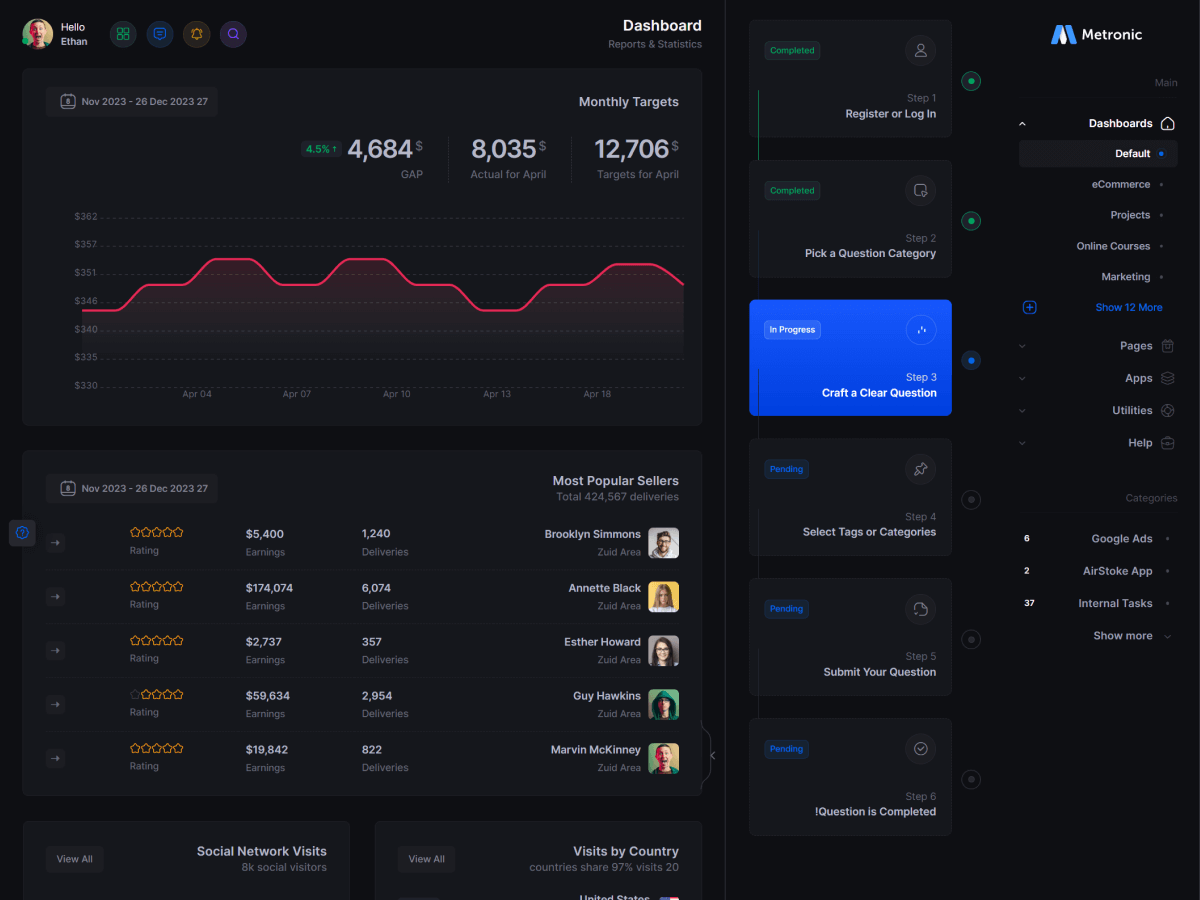 Hello
Ethan
Dashboard
Reports & Statistics
Nov 2023 - 26 Dec 2023 27
Monthly Targets
4.5% ↑
4,684 $
GAP
8,035 $
Actual for April
12,706 $
Targets for April
$362
$357
$351
$346
$340
$335
$330
Apr 04
Apr 07
Apr 10
Apr 13
Apr 18
Nov 2023 - 26 Dec 2023 27
Most Popular Sellers
Total 424,567 deliveries
Rating
$5,400
Earnings
1,240
Deliveries
Brooklyn Simmons
Zuid Area
Rating
$174,074
Earnings
6,074
Deliveries
Annette Black
Zuid Area
Rating
$2,737
Earnings
357
Deliveries
Esther Howard
Zuid Area
Rating
$59,634
Earnings
2,954
Deliveries
Guy Hawkins
Zuid Area
Rating
$19,842
Earnings
822
Deliveries
Marvin McKinney
Zuid Area
View All
Social Network Visits
8k social visitors
View All
Visits by Country
countries share 97% visits 20
United States
Completed
Step 1
Register or Log In
Completed
Step 2
Pick a Question Category
In Progress
Step 3
Craft a Clear Question
Pending
Step 4
Select Tags or Categories
Pending
Step 5
Submit Your Question
Pending
Step 6
!Question is Completed
Metronic
Main
Dashboards
Default
eCommerce
Projects
Online Courses
Marketing
Show 12 More
Pages
Apps
Utilities
Help
Categories
6
Google Ads
2
AirStoke App
37
Internal Tasks
Show more